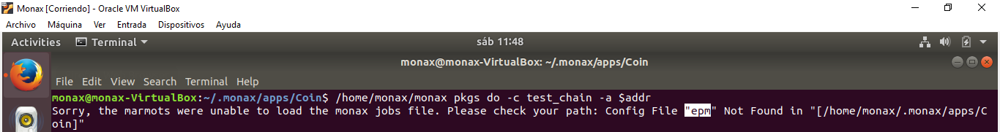 Monax [Corriendo] - Oracle VM VirtualBox
Archivo Máquina Ver Entrada Dispositivos Ayuda
Activities Terminal sáb 11:48
monax@monax-VirtualBox: ~/.monax/apps/Coin
File Edit View Search Terminal Help
monax@monax-VirtualBox:~/.monax/apps/Coin$ /home/monax/monax pkgs do -c test_chain -a $addr
Sorry, the marmots were unable to load the monax jobs file. Please check your path: Config File "epm" Not Found in "[/home/monax/.monax/apps/C
oin]"